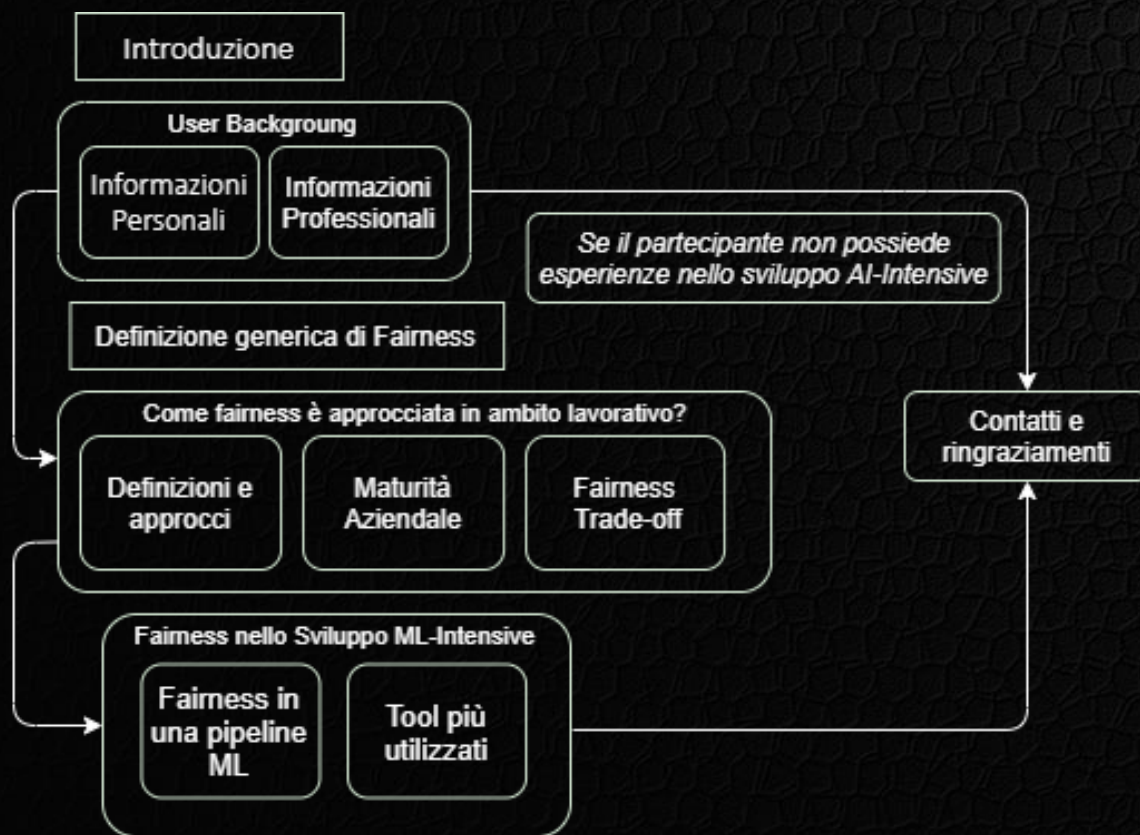 Introduzione
User Backgroung
Informazioni
Personali
Informazioni
Professionali
Se il partecipante non possiede
esperienze nello sviluppo AI-Intensive
Definizione generica di Fairness
Come fairness è approcciata in ambito lavorativo?
Definizioni e
approcci
Maturità
Aziendale
Fairness
Trade-off
Contatti e
ringraziamenti
Fairness nello Sviluppo ML-Intensive
Fairness in
una pipeline
ML
Tool più
utilizzati